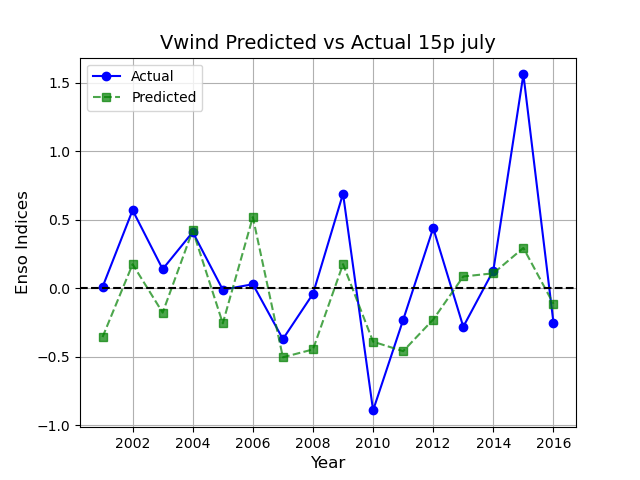 Vwind Predicted vs Actual 15p july
Actual
Predicted
Enso Indices
1.5
1.0
0.5
0.0
−0.5
−1.0
2002 2004 2006 2008 2010 2012 2014 2016
Year